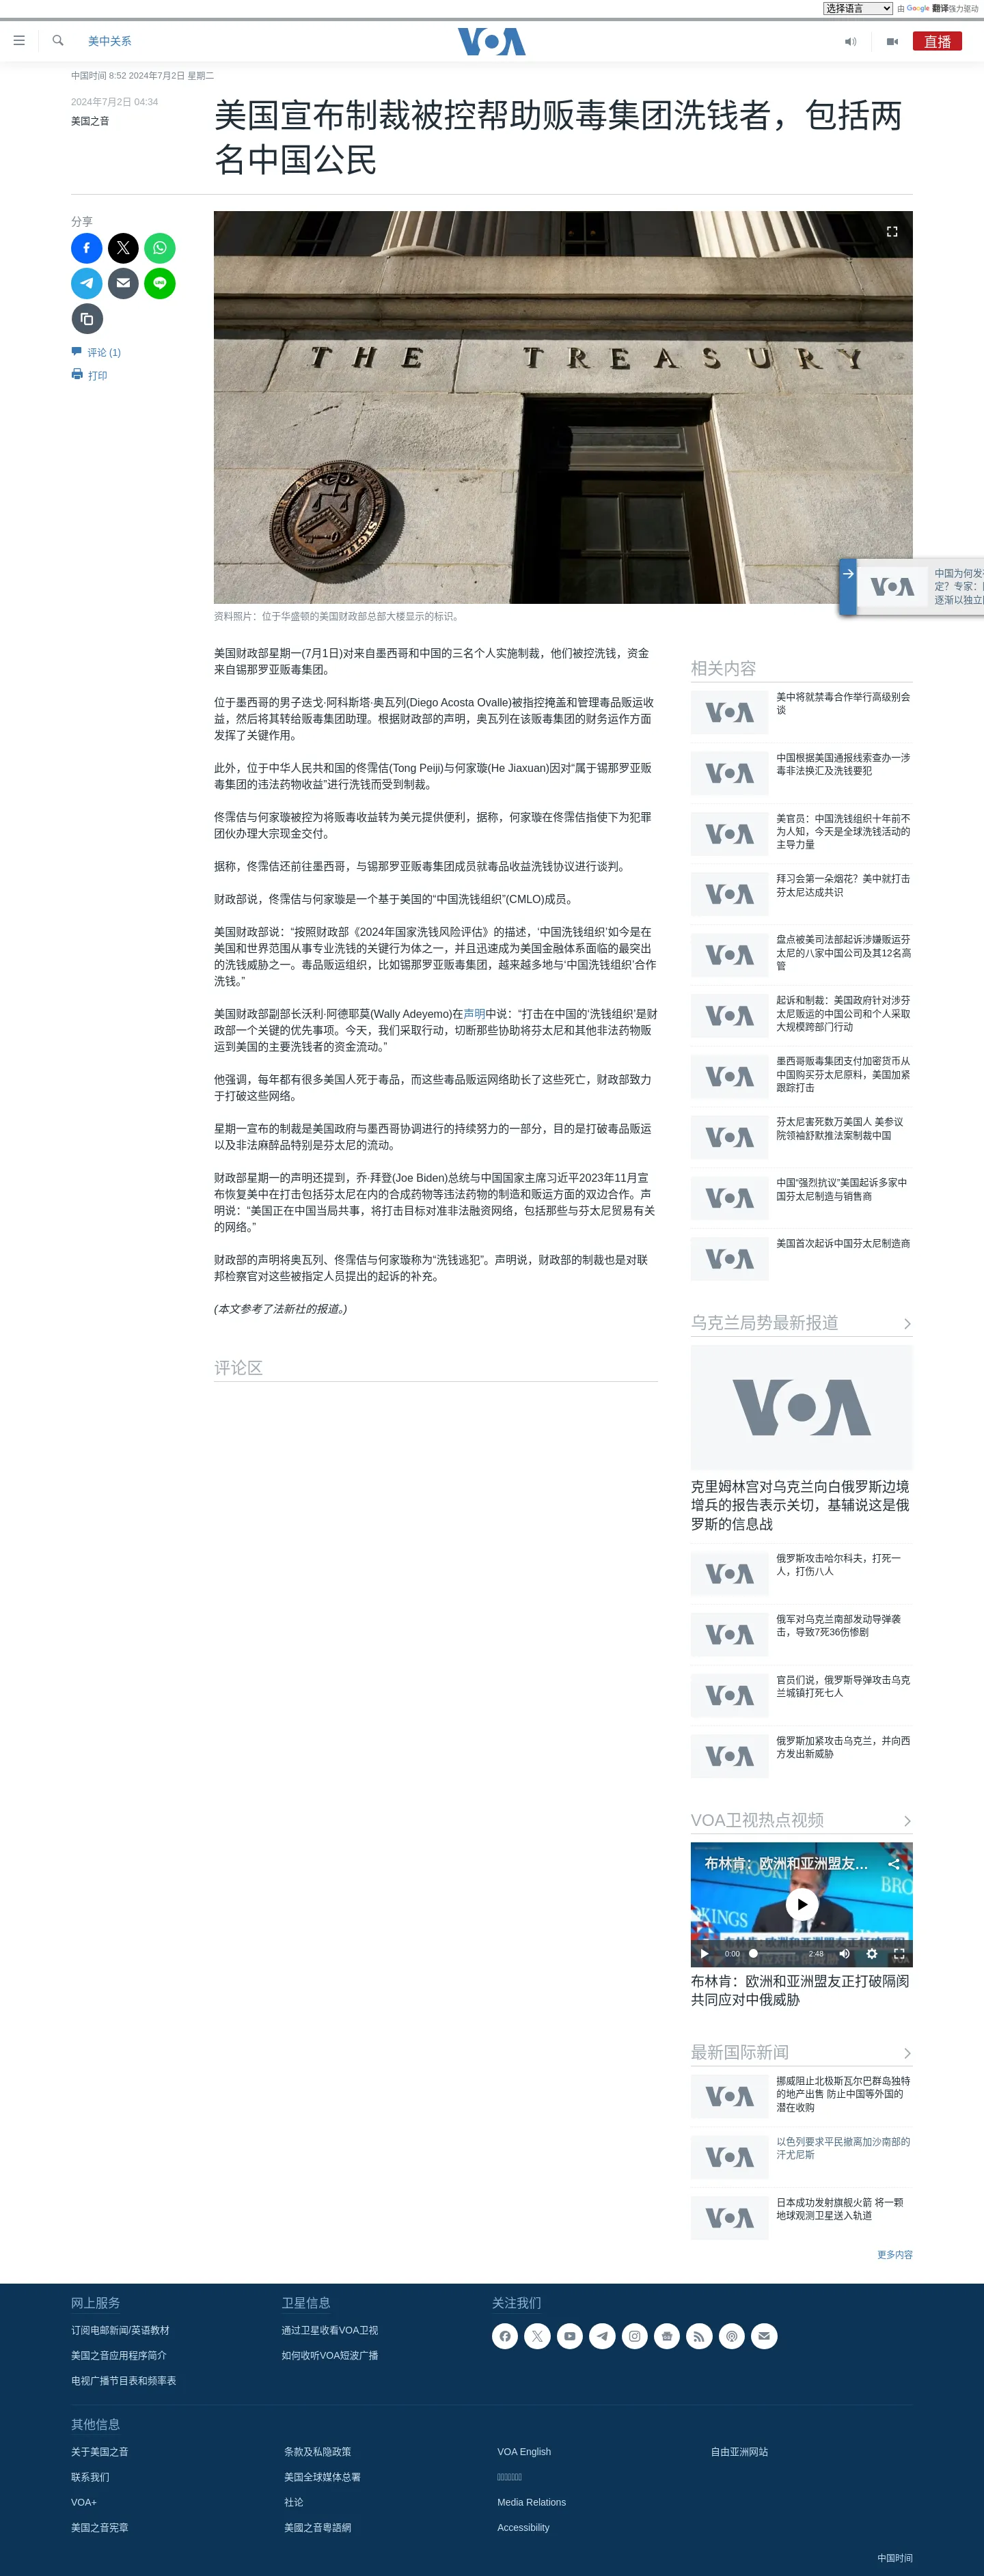 选择语言 由 Google 翻译强力驱动
美中关系
VOA
直播
中国时间 8:52 2024年7月2日 星期二
2024年7月2日 04:34
美国之音
美国宣布制裁被控帮助贩毒集团洗钱者，包括两
名中国公民
分享
评论 (1)
打印
THE TREASURY
资料照片：位于华盛顿的美国财政部总部大楼显示的标识。
美国财政部星期一(7月1日)对来自墨西哥和中国的三名个人实施制裁，他们被控洗钱，资金
来自锡那罗亚贩毒集团。
位于墨西哥的男子迭戈·阿科斯塔·奥瓦列(Diego Acosta Ovalle)被指控掩盖和管理毒品贩运收
益，然后将其转给贩毒集团助理。根据财政部的声明，奥瓦列在该贩毒集团的财务运作方面
发挥了关键作用。
此外，位于中华人民共和国的佟霈佶(Tong Peiji)与何家璇(He Jiaxuan)因对“属于锡那罗亚贩
毒集团的违法药物收益”进行洗钱而受到制裁。
佟霈佶与何家璇被控为将贩毒收益转为美元提供便利，据称，何家璇在佟霈佶指使下为犯罪
团伙办理大宗现金交付。
据称，佟霈佶还前往墨西哥，与锡那罗亚贩毒集团成员就毒品收益洗钱协议进行谈判。
财政部说，佟霈佶与何家璇是一个基于美国的“中国洗钱组织”(CMLO)成员。
美国财政部说：“按照财政部《2024年国家洗钱风险评估》的描述，‘中国洗钱组织’如今是在
美国和世界范围从事专业洗钱的关键行为体之一，并且迅速成为美国金融体系面临的最突出
的洗钱威胁之一。毒品贩运组织，比如锡那罗亚贩毒集团，越来越多地与‘中国洗钱组织’合作
洗钱。”
美国财政部副部长沃利·阿德耶莫(Wally Adeyemo)在声明中说：“打击在中国的‘洗钱组织’是财
政部一个关键的优先事项。今天，我们采取行动，切断那些协助将芬太尼和其他非法药物贩
运到美国的主要洗钱者的资金流动。”
他强调，每年都有很多美国人死于毒品，而这些毒品贩运网络助长了这些死亡，财政部致力
于打破这些网络。
星期一宣布的制裁是美国政府与墨西哥协调进行的持续努力的一部分，目的是打破毒品贩运
以及非法麻醉品特别是芬太尼的流动。
财政部星期一的声明还提到，乔·拜登(Joe Biden)总统与中国国家主席习近平2023年11月宣
布恢复美中在打击包括芬太尼在内的合成药物等违法药物的制造和贩运方面的双边合作。声
明说：“美国正在中国当局共事，将打击目标对准非法融资网络，包括那些与芬太尼贸易有关
的网络。”
财政部的声明将奥瓦列、佟霈佶与何家璇称为“洗钱逃犯”。声明说，财政部的制裁也是对联
邦检察官对这些被指定人员提出的起诉的补充。
(本文参考了法新社的报道。)
评论区
VOA
中国为何发
定？专家：
逐渐以独立
相关内容
VOA
美中将就禁毒合作举行高级别会
谈
VOA
中国根据美国通报线索查办一涉
毒非法换汇及洗钱要犯
VOA
美官员：中国洗钱组织十年前不
为人知，今天是全球洗钱活动的
主导力量
VOA
拜习会第一朵烟花？美中就打击
芬太尼达成共识
VOA
盘点被美司法部起诉涉嫌贩运芬
太尼的八家中国公司及其12名高
管
VOA
起诉和制裁：美国政府针对涉芬
太尼贩运的中国公司和个人采取
大规模跨部门行动
VOA
墨西哥贩毒集团支付加密货币从
中国购买芬太尼原料，美国加紧
跟踪打击
VOA
芬太尼害死数万美国人 美参议
院领袖舒默推法案制裁中国
VOA
中国“强烈抗议”美国起诉多家中
国芬太尼制造与销售商
VOA
美国首次起诉中国芬太尼制造商
乌克兰局势最新报道
VOA
克里姆林宫对乌克兰向白俄罗斯边境
增兵的报告表示关切，基辅说这是俄
罗斯的信息战
VOA
俄罗斯攻击哈尔科夫，打死一
人，打伤八人
VOA
俄军对乌克兰南部发动导弹袭
击，导致7死36伤惨剧
VOA
官员们说，俄罗斯导弹攻击乌克
兰城镇打死七人
VOA
俄罗斯加紧攻击乌克兰，并向西
方发出新威胁
VOA卫视热点视频
布林肯：欧洲和亚洲盟友...
0:00 2:48
布林肯：欧洲和亚洲盟友正打破隔阂
共同应对中俄威胁
最新国际新闻
VOA
挪威阻止北极斯瓦尔巴群岛独特
的地产出售 防止中国等外国的
潜在收购
VOA
以色列要求平民撤离加沙南部的
汗尤尼斯
VOA
日本成功发射旗舰火箭 将一颗
地球观测卫星送入轨道
更多内容
网上服务 卫星信息 关注我们
订阅电邮新闻/英语教材 通过卫星收看VOA卫视
美国之音应用程序简介 如何收听VOA短波广播
电视广播节目表和频率表
其他信息
关于美国之音 条款及私隐政策 VOA English 自由亚洲网站
联系我们 美国全球媒体总署
VOA+ 社论 Media Relations
美国之音宪章 美國之音粵語網 Accessibility
中国时间